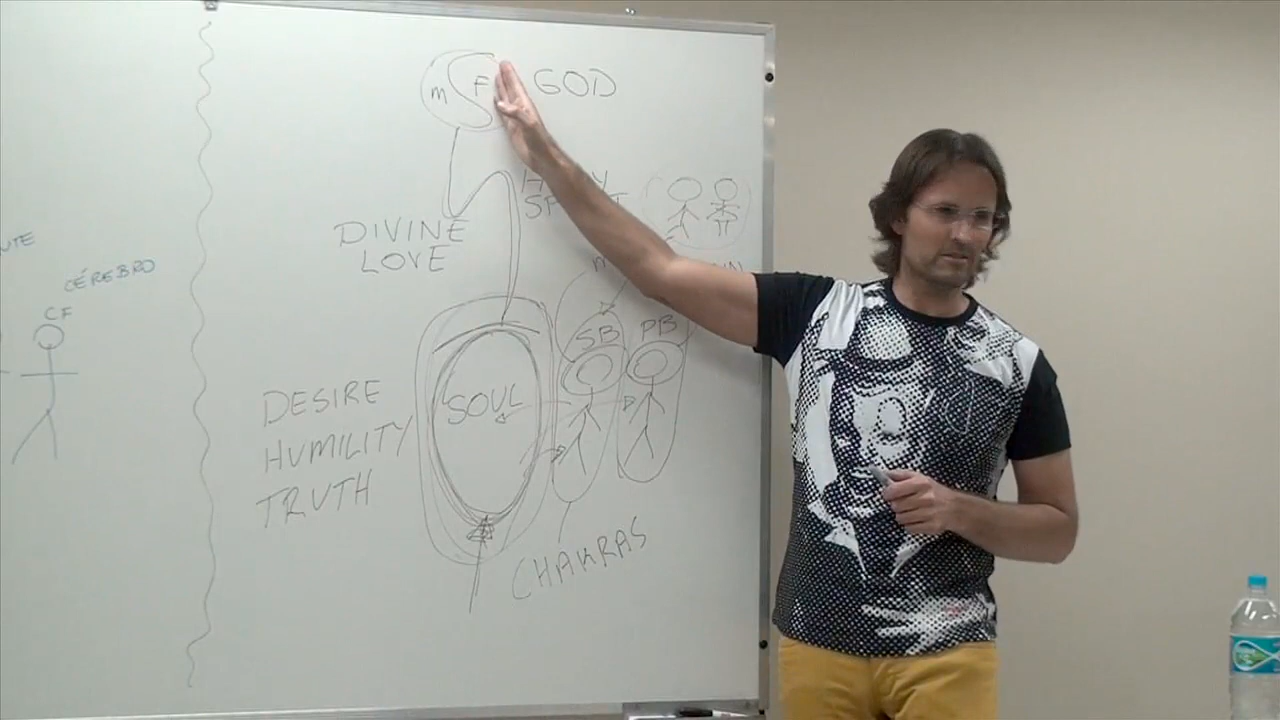 m F GOD
DIVINE
LOVE
CÉREBRO
CF
SB PB
SOUL
DESIRE
HUMILITY
TRUTH
CHAKRAS